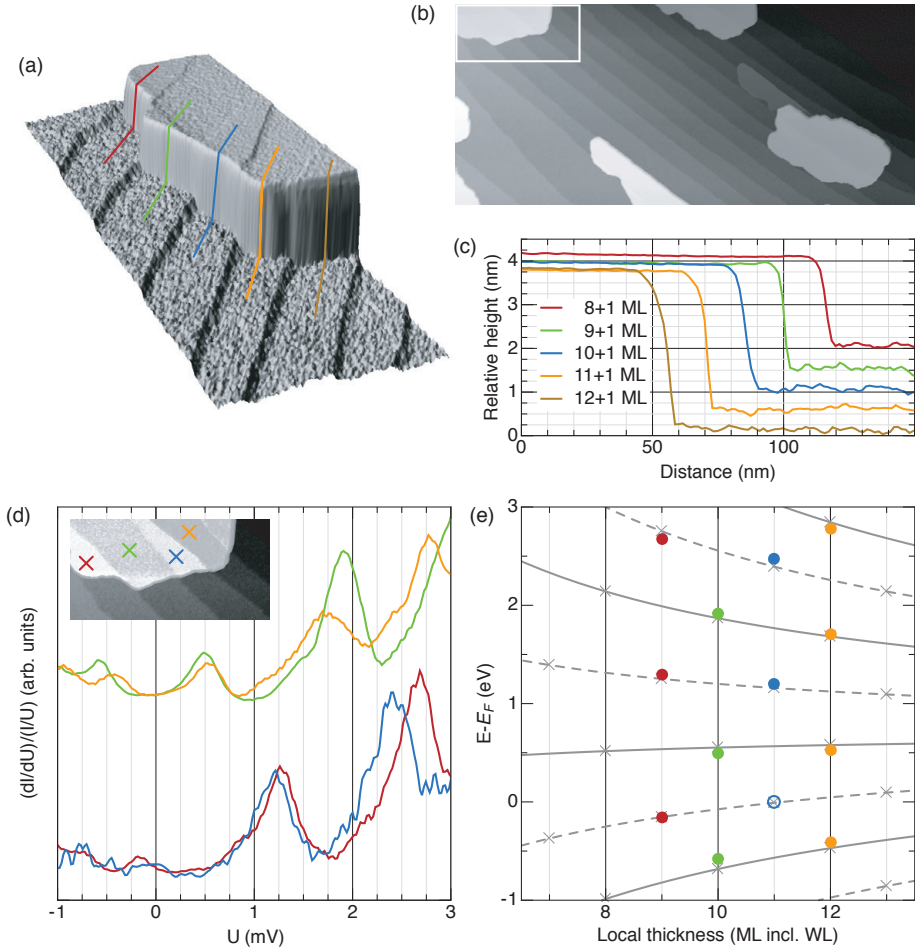 (a)
(b)
(c)
4
3
2
1
0
Relative height (nm)
8+1 ML
9+1 ML
10+1 ML
11+1 ML
12+1 ML
0
50
100
Distance (nm)
(d)
(dI/dU)/(I/U) (arb. units)
-1
0
1
2
3
U (mV)
(e)
3
2
1
0
-1
E-E_F (eV)
8
10
12
Local thickness (ML incl. WL)